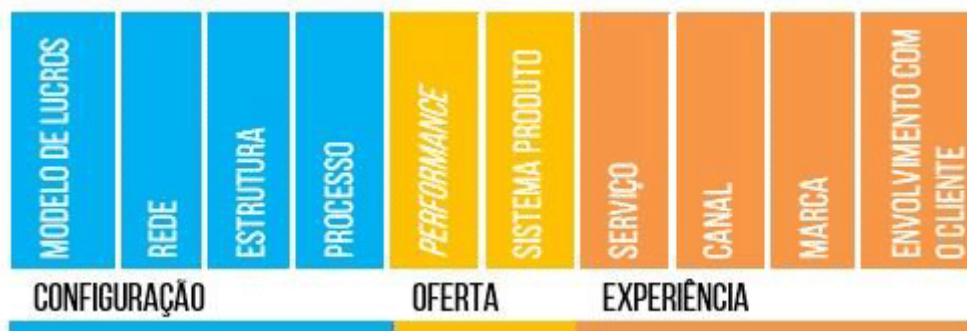 MODELO DE LUCROS
REDE
ESTRUTURA
PROCESSO
PERFORMANCE
SISTEMA PRODUTO
SERVIÇO
CANAL
MARCA
ENVOLVIMENTO COM
O CLIENTE
CONFIGURAÇÃO
OFERTA
EXPERIÊNCIA